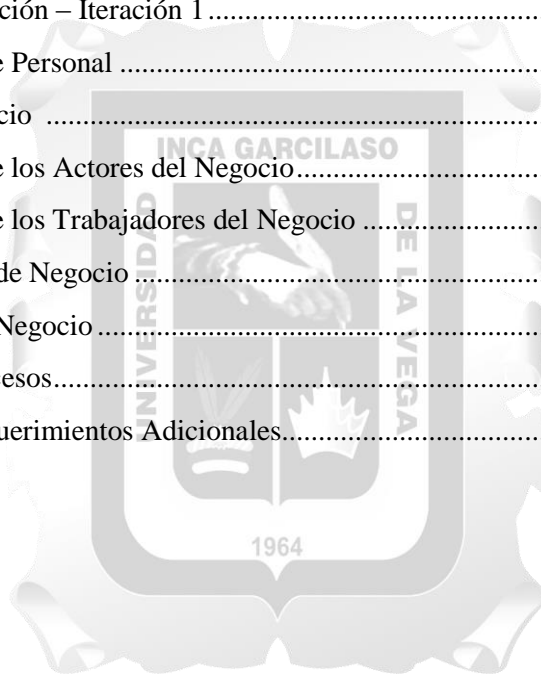 ción – Iteración 1
e Personal
cio
e los Actores del Negocio
e los Trabajadores del Negocio
de Negocio
Negocio
esos
uerimientos Adicionales
INCA GARCILASO
UNIVERSIDAD
DE LA VEGA
1964